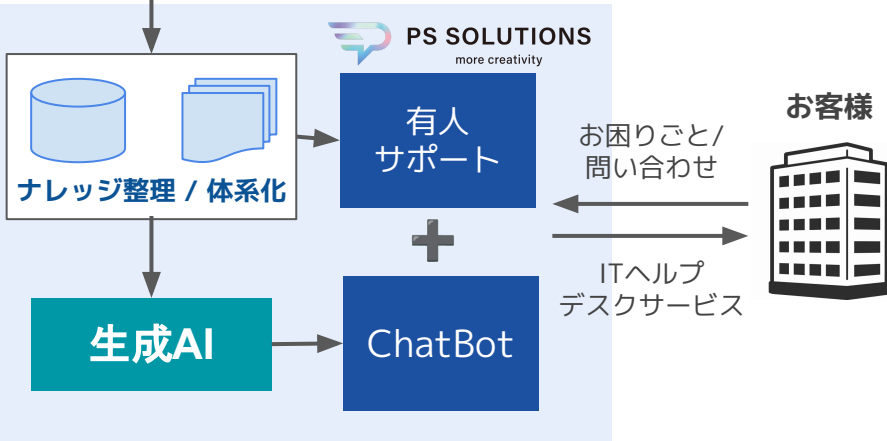 PS SOLUTIONS
more creativity
お客様
有人
サポート
お困りごと/
問い合わせ
ナレッジ整理 / 体系化
ITヘルプ
デスクサービス
生成AI
ChatBot